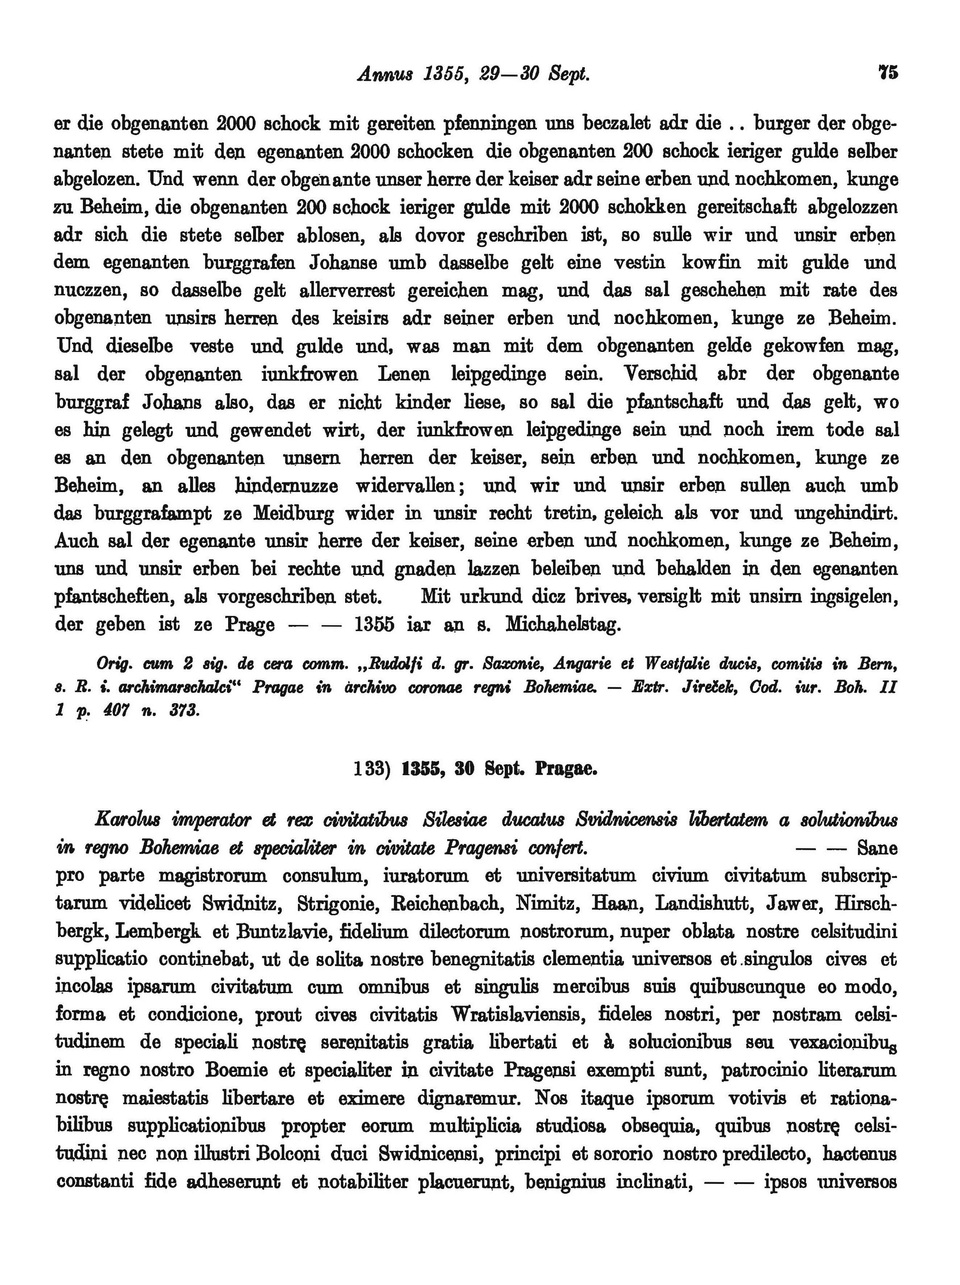 Annus 1355, 29—30 Sept. 75
er die obgenanten 2000 schock mit gereiten pfenningen uns beczalet adr die . . burger der obge-
nanten stete mit den egenanten 2000 schocken die obgenanten 200 schock ieriger gulde selber
abgelozen. Und wenn der obgenante unser herre der keiser adr seine erben und nochkomen, kunge
zu Beheim, die obgenanten 200 schock ieriger gulde mit 2000 schokken gereitschaft abgelozzen
adr sich die stete selber ablosen, als dovor geschriben ist, so sulle wir und unsir erben
dem egenanten burggrafen Johanse umb dasselbe gelt eine vestin kowfin mit gulde und
nuczzen, so dasselbe gelt allerverrest gereichen mag, und das sal geschehen mit rate des
obgenanten unsirs herren des keisirs adr seiner erben und nochkomen, kunge ze Beheim.
Und dieselbe veste und gulde und, was man mit dem obgenanten gelde gekowfen mag,
sal der obgenanten iunkfrowen Lenen leipgedinge sein. Verschid abr der obgenante
burggraf Johans also, das er nicht kinder liese, so sal die pfantschaft und das gelt, wo
es hin gelegt und gewendet wirt, der iunkfrowen leipgedinge sein und noch irem tode sal
es an den obgenanten unsern herren der keiser, sein erben und nochkomen, kunge ze
Beheim, an alles hindernuzze widervallen; und wir und unsir erben sullen auch umb
das burggrafampt ze Meidburg wider in unsir recht tretin, geleich als vor und ungehindirt.
Auch sal der egenante unsir herre der keiser, seine erben und nochkomen, kunge ze Beheim,
uns und unsir erben bei rechte und gnaden lazzen beleiben und behalden in den egenanten
pfantscheften, als vorgeschriben stet. Mit urkund dicz brives, versiglt mit unsirn ingsigelen,
der geben ist ze Prage — — 1355 iar an s. Michahelstag.
Orig. cum 2 sig. de cera comm. „Rudolfi d. gr. Saxonie, Angarie et Westfalie ducis, comitis in Bern,
s. R. i. archimarschalci“ Pragae in archivo coronae regni Bohemiae. — Extr. Jireček, Cod. iur. Boh. II
1 p. 407 n. 373.
133) 1355, 30 Sept. Pragae.
Karolus imperator et rex civitatibus Silesiae ducatus Svidnicensis libertatem a solutionibus
in regno Bohemiae et specialiter in civitate Pragensi confert. — — Sane
pro parte magistrorum consulum, iuratorum et universitatum civium civitatum subscrip-
tarum videlicet Swidnitz, Strigonie, Reichenbach, Nimitz, Haan, Landishutt, Jawer, Hirsch-
bergk, Lembergk et Buntzlavie, fidelium dilectorum nostrorum, nuper oblata nostre celsitudini
supplicatio continebat, ut de solita nostre benegnitatis clementia universos et singulos cives et
incolas ipsarum civitatum cum omnibus et singulis mercibus suis quibuscunque eo modo,
forma et condicione, prout cives civitatis Wratislaviensis, fideles nostri, per nostram celsi-
tudinem de speciali nostrę serenitatis gratia libertati et à solucionibus seu vexacionibus
in regno nostro Boemie et specialiter in civitate Pragensi exempti sunt, patrocinio literarum
nostrę maiestatis libertare et eximere dignaremur. Nos itaque ipsorum votivis et rationa-
bilibus supplicationibus propter eorum multiplicia studiosa obsequia, quibus nostrę celsi-
tudini nec non illustri Bolconi duci Swidnicensi, principi et sororio nostro predilecto, hactenus
constanti fide adheserunt et notabiliter placuerunt, benignius inclinati, — — ipsos universos